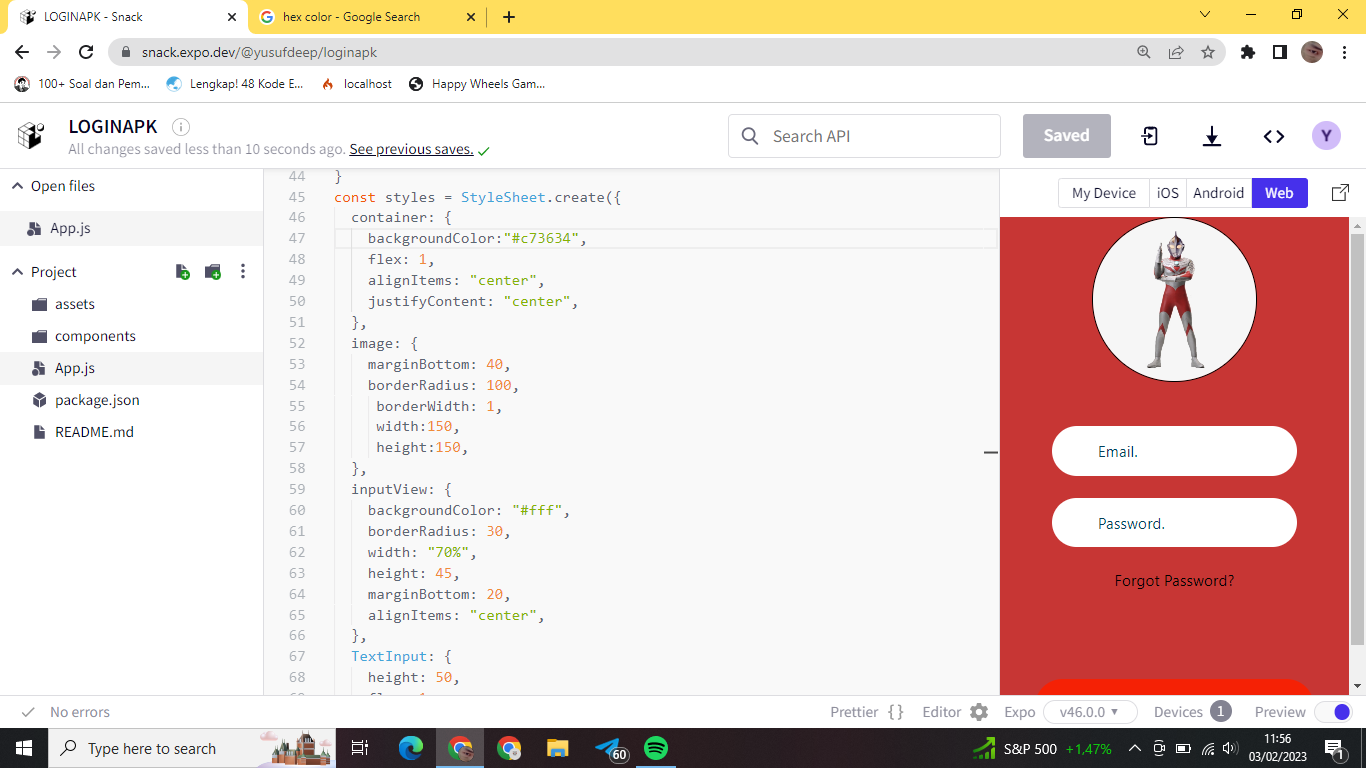 LOGINAPK - Snack
hex color - Google Search
snack.expo.dev/@yusufdeep/loginapk
100+ Soal dan Pem...
Lengkap! 48 Kode E...
localhost
Happy Wheels Gam...
LOGINAPK
All changes saved less than 10 seconds ago. See previous saves.
Search API
Saved
Y
Open files
App.js
Project
assets
components
App.js
package.json
README.md
44 }
45 const styles = StyleSheet.create({
46 container: {
47 backgroundColor:"#c73634",
48 flex: 1,
49 alignItems: "center",
50 justifyContent: "center",
51 },
52 image: {
53 marginBottom: 40,
54 borderRadius: 100,
55 borderWidth: 1,
56 width:150,
57 height:150,
58 },
59 inputView: {
60 backgroundColor: "#fff",
61 borderRadius: 30,
62 width: "70%",
63 height: 45,
64 marginBottom: 20,
65 alignItems: "center",
66 },
67 TextInput: {
68 height: 50,
My Device
iOS
Android
Web
Email.
Password.
Forgot Password?
No errors
Prettier {}
Editor
Expo
v46.0.0
Devices 1
Preview
Type here to search
60
S&P 500 +1,47%
11:56
03/02/2023
1